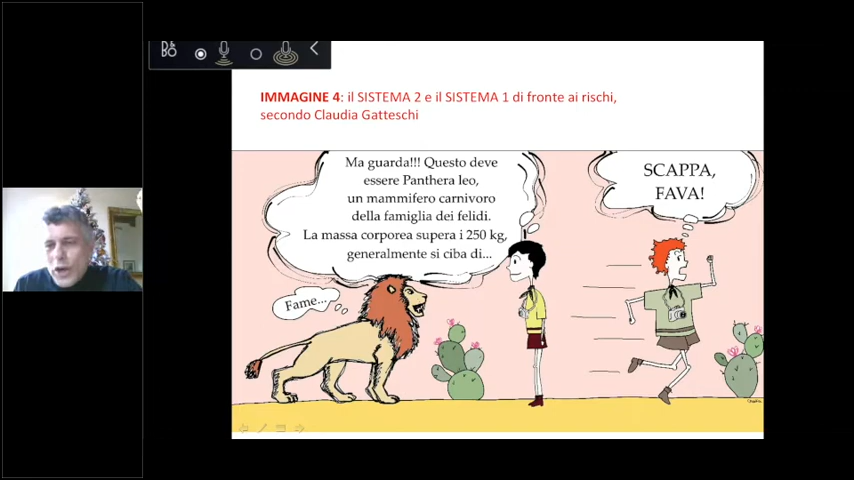 IMMAGINE 4: il SISTEMA 2 e il SISTEMA 1 di fronte ai rischi,
secondo Claudia Gatteschi
Ma guarda!!! Questo deve
essere Panthera leo,
un mammifero carnivoro
della famiglia dei felidi.
La massa corporea supera i 250 kg,
generalmente si ciba di...
SCAPPA,
FAVA!
Fame...